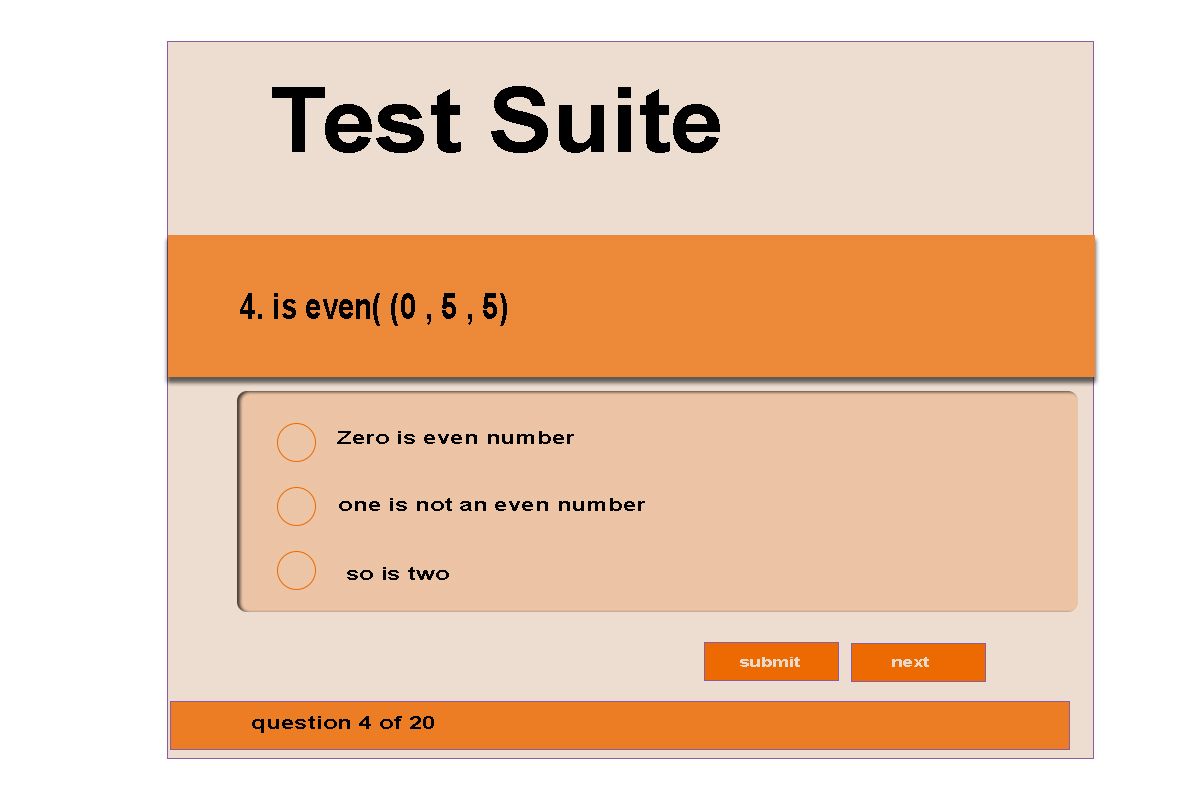 Test Suite
4. is even( (0 , 5 , 5)
Zero is even number
one is not an even number
so is two
submit
next
question 4 of 20